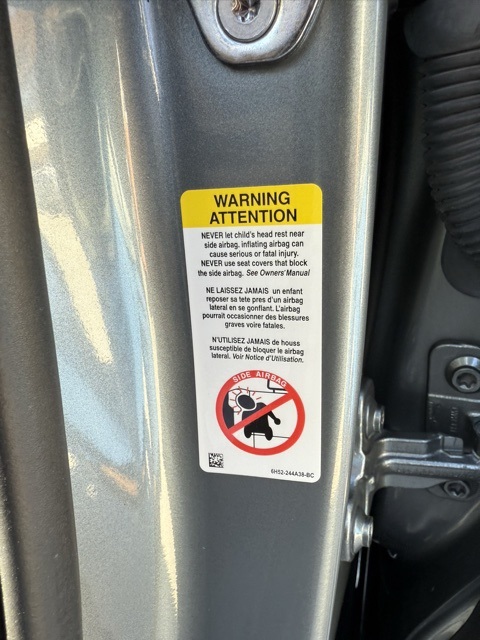 WARNING
ATTENTION
NEVER let child's head rest near
side airbag. inflating airbag can
cause serious or fatal injury.
NEVER use seat covers that block
the side airbag. See Owners' Manual
NE LAISSEZ JAMAIS un enfant
reposer sa tete pres d'un airbag
lateral en se gonflant. L'airbag
pourrait occasionner des blessures
graves voire fatales.
N'UTILISEZ JAMAIS de houss
susceptible de bloquer le airbag
lateral. Voir Notice d'Utilisation.
SIDE AIRBAG
6H52-244A38-BC